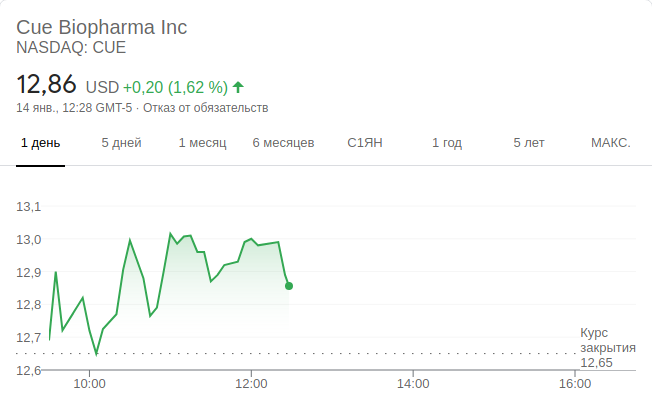 Cue Biopharma Inc
NASDAQ: CUE
12,86 USD +0,20 (1,62 %)
14 янв., 12:28 GMT-5 · Отказ от обязательств
1 день 5 дней 1 месяц 6 месяцев С1ЯН 1 год 5 лет МАКС.
13,1
13,0
12,9
12,8
12,7
12,6
Курс
закрытия
12,65
10:00 12:00 14:00 16:00